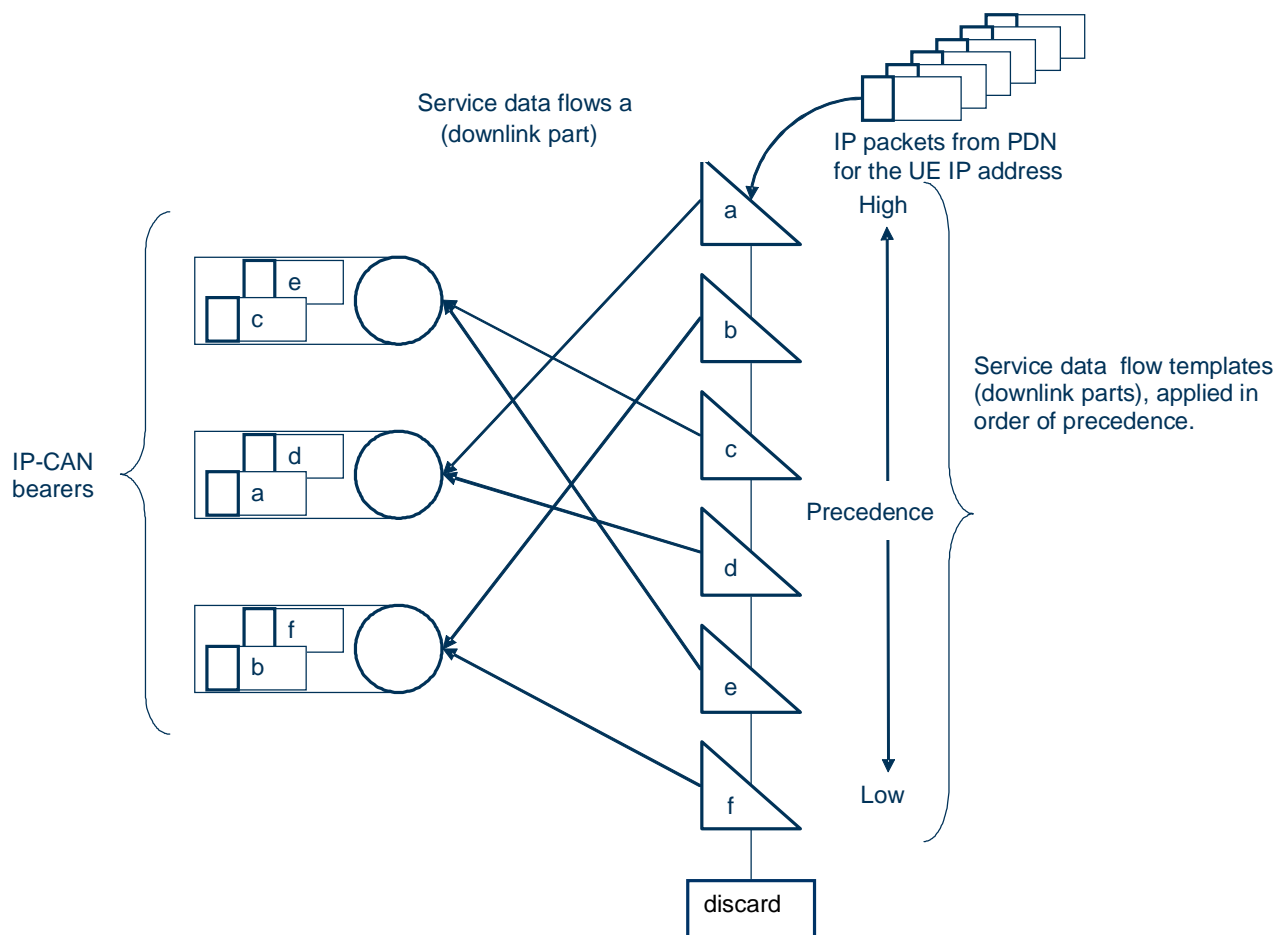 Service data flows a
(downlink part)
IP packets from PDN
for the UE IP address
a
High
e
c
b
Service data flow templates
(downlink parts), applied in
order of precedence.
c
IP-CAN
bearers
d
a
Precedence
d
f
b
e
f
Low
discard